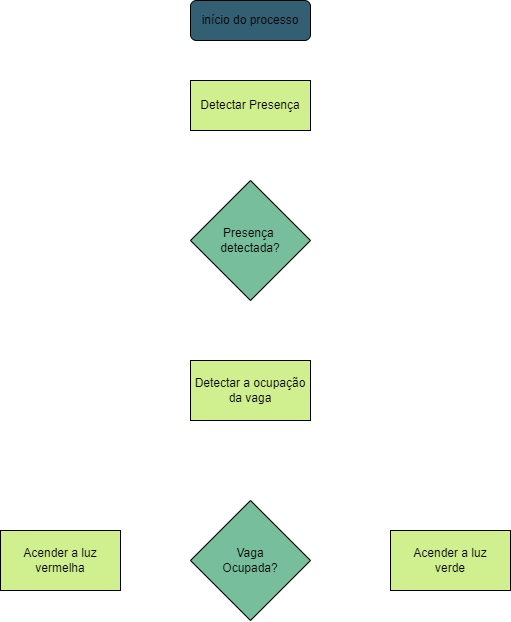 início do processo
Detectar Presença
Presença
detectada?
Detectar a ocupação
da vaga
Acender a luz
vermelha
Vaga
Ocupada?
Acender a luz
verde